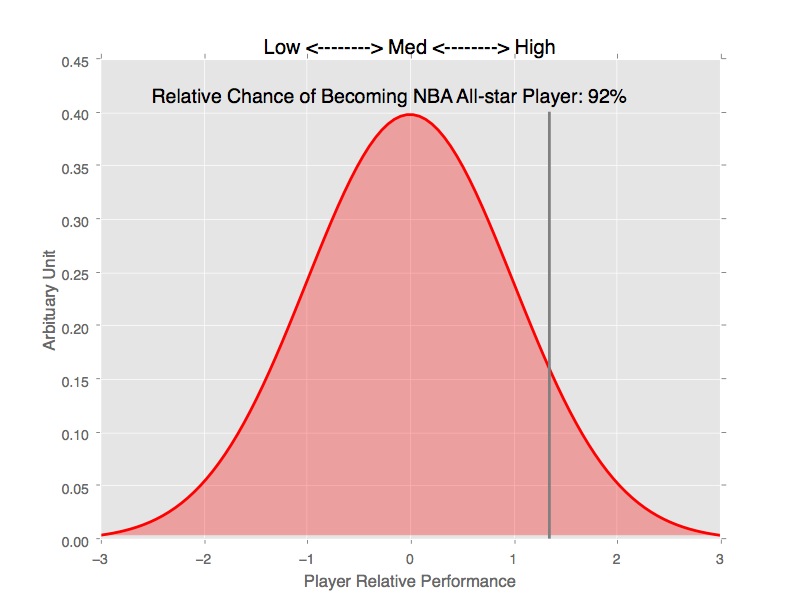 Low <--------> Med <--------> High
Relative Chance of Becoming NBA All-star Player: 92%
0.45
0.40
0.35
0.30
0.25
0.20
0.15
0.10
0.05
0.00
Arbituary Unit
−3 −2 −1 0 1 2 3
Player Relative Performance